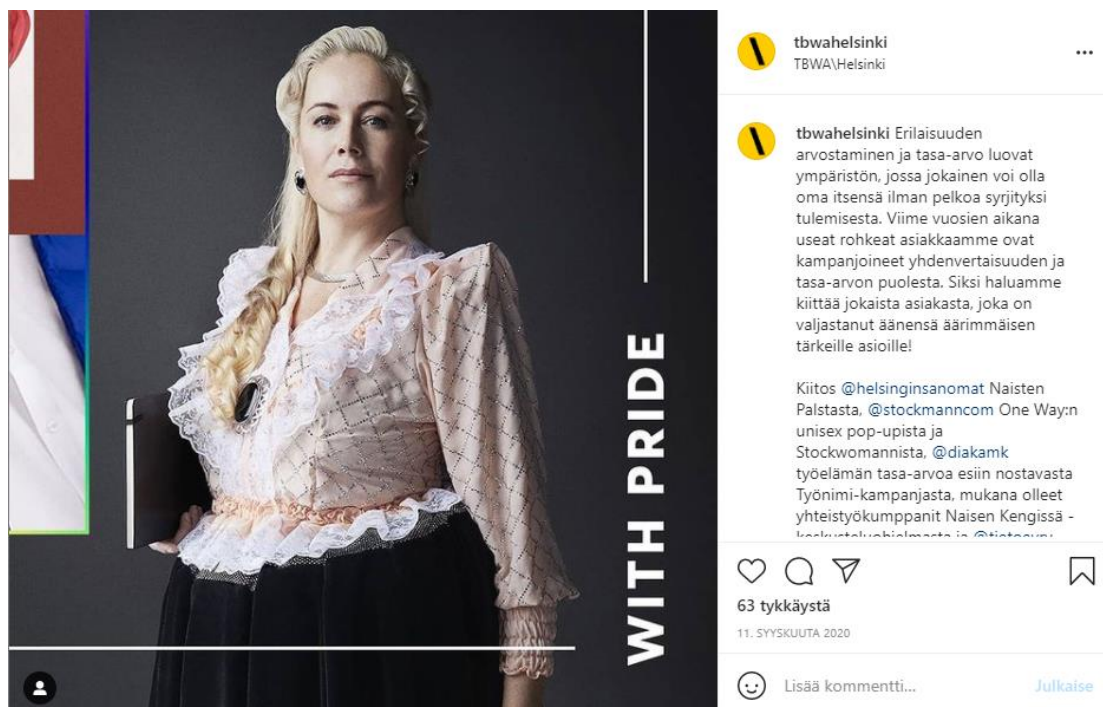 WITH PRIDE
tbwahelsinki
TBWA\Helsinki
tbwahelsinki Erilaisuuden
arvostaminen ja tasa-arvo luovat
ympäristön, jossa jokainen voi olla
oma itsensä ilman pelkoa syrjityksi
tulemisesta. Viime vuosien aikana
useat rohkeat asiakkaamme ovat
kampanjoineet yhdenvertaisuuden ja
tasa-arvon puolesta. Siksi haluamme
kiittää jokaista asiakasta, joka on
valjastanut äänensä äärimmäisen
tärkeille asioille!
Kiitos @helsinginsanomat Naisten
Palstasta, @stockmanncom One Way:n
unisex pop-upista ja
Stockwomannista, @diakamk
työelämän tasa-arvoa esiin nostavasta
Työnimi-kampanjasta, mukana olleet
yhteistyökumppanit Naisen Kengissä -
keskusteluohjelmasta ja @tietoevry
63 tykkäystä
11. SYYSKUUTA 2020
Lisää kommentti...
Julkaise